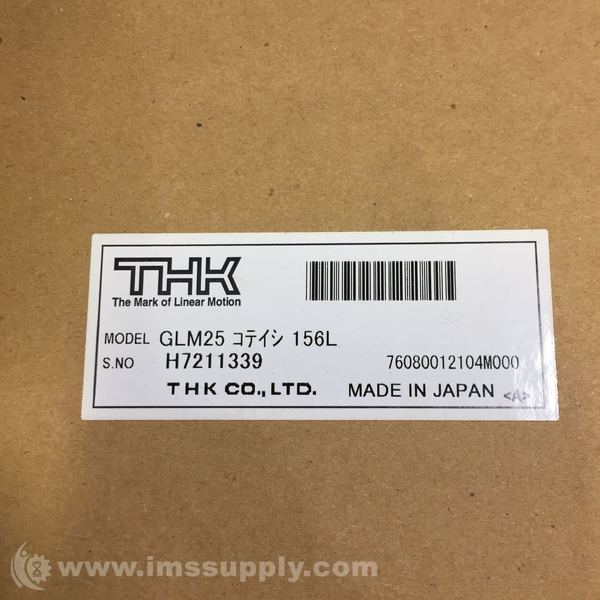 THK
The Mark of Linear Motion
MODEL GLM25 コテイシ 156L
S.NO H7211339 76080012104M000
THK CO.,LTD. MADE IN JAPAN <A>
www.imssupply.com